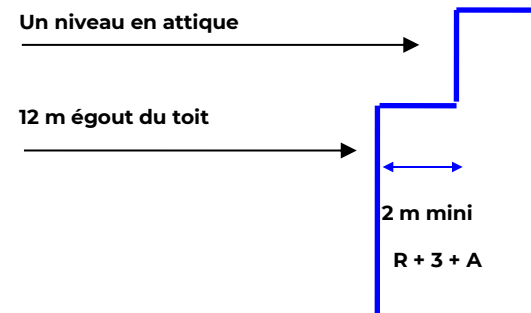 Un niveau en attique
12 m égout du toit
2 m mini
R + 3 + A